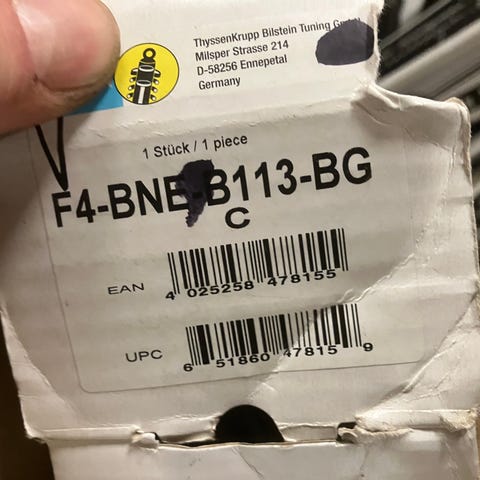 ThyssenKrupp Bilstein Tuning GmbH
Milsper Strasse 214
D-58256 Ennepetal
Germany
1 Stück / 1 piece
F4-BNE-B113-BG
C
EAN
4 025258 478155
UPC
6 51860 47815 9